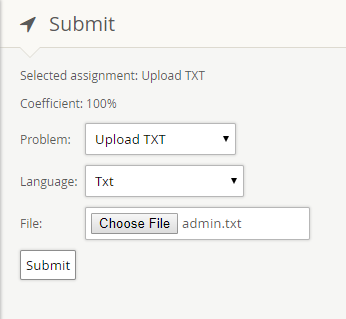 Submit
Selected assignment: Upload TXT
Coefficient: 100%
Problem: Upload TXT
Language: Txt
File: Choose File admin.txt
Submit